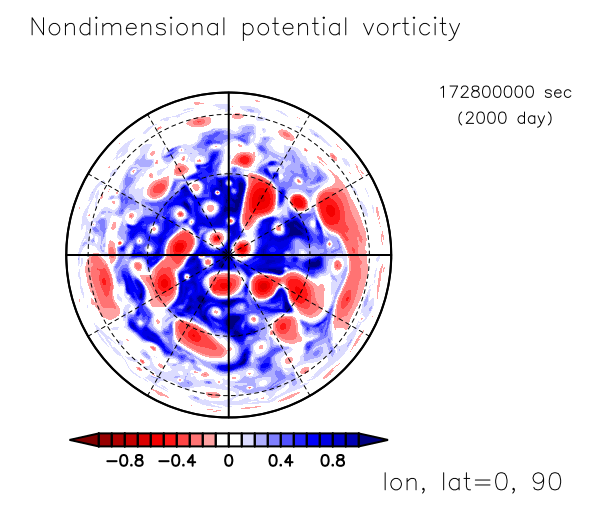 Nondimensional potential vorticity
172800000 sec
(2000 day)
−0.8 −0.4 0 0.4 0.8
lon, lat=0, 90